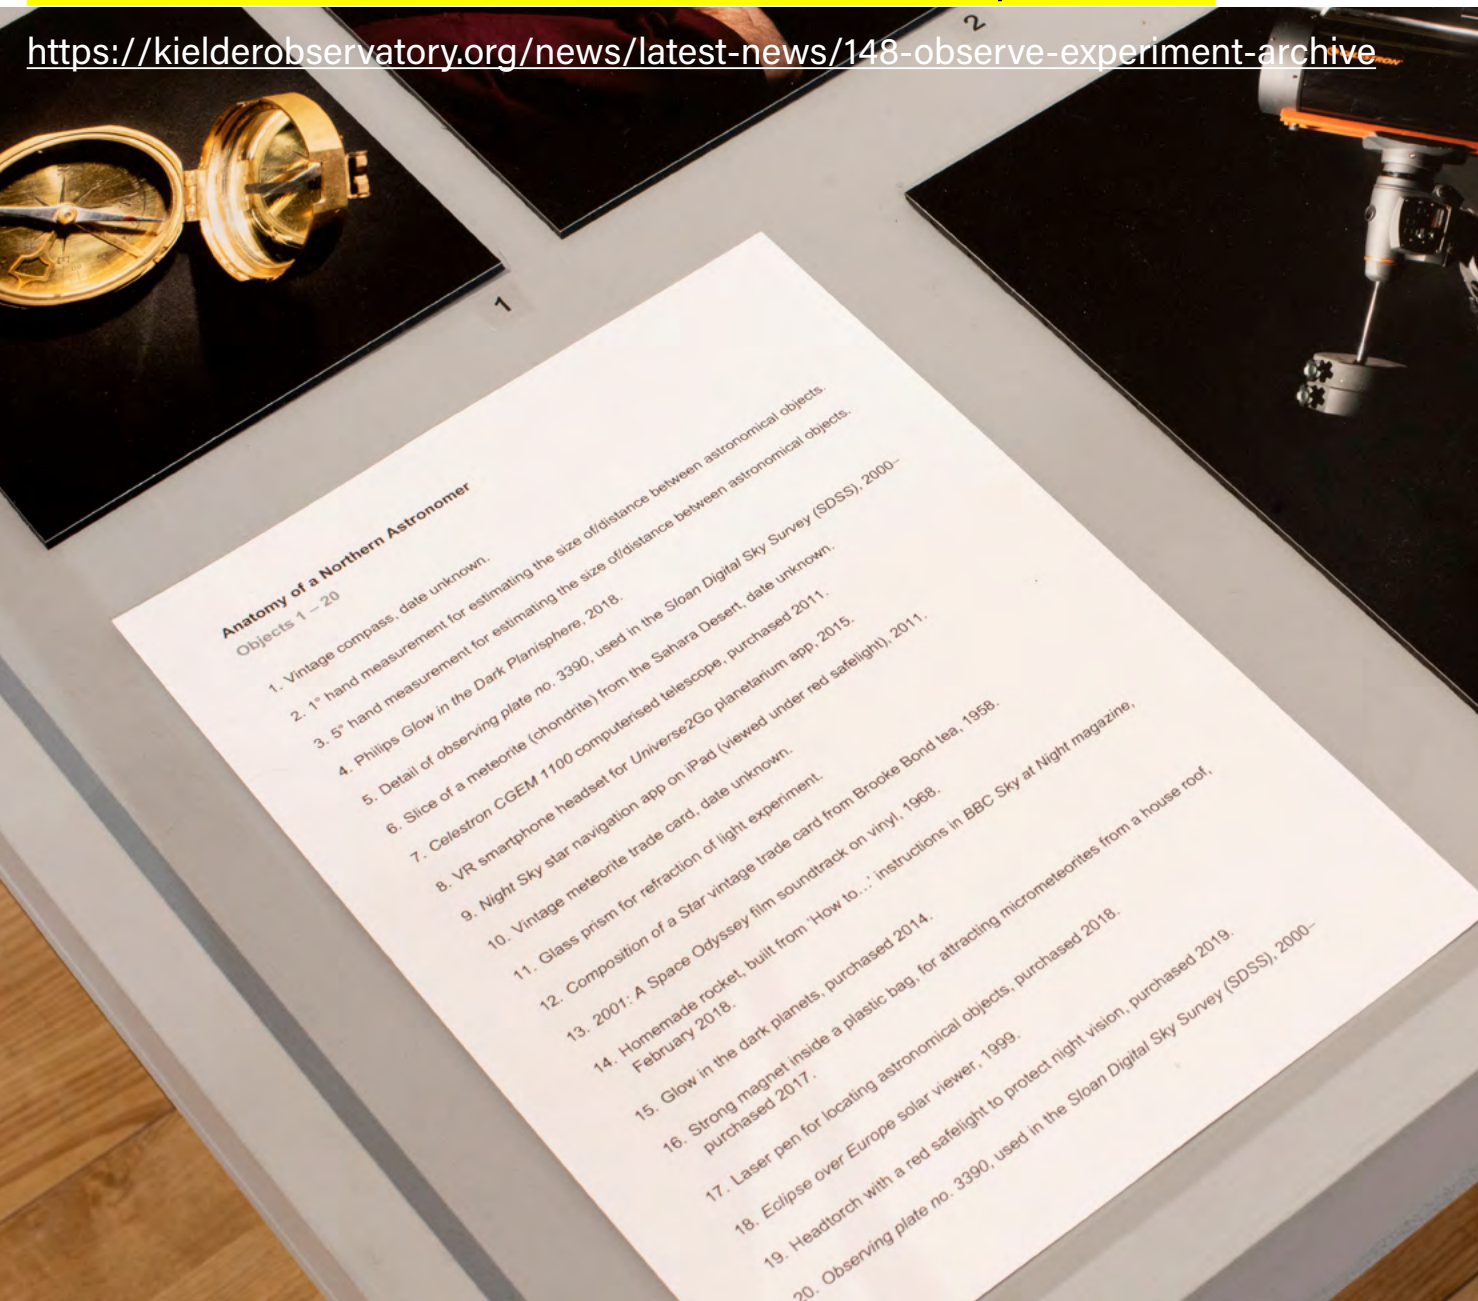 https://kielderobservatory.org/news/latest-news/148-observe-experiment-archive
2
1
Anatomy of a Northern Astronomer
Objects 1 – 20
1. Vintage compass, date unknown.
2. 1° hand measurement for estimating the size of/distance between astronomical objects.
3. 5° hand measurement for estimating the size of/distance between astronomical objects.
4. Philips Glow in the Dark Planisphere, 2018.
5. Detail of observing plate no. 3390, used in the Sloan Digital Sky Survey (SDSS), 2000–
6. Slice of a meteorite (chondrite) from the Sahara Desert, date unknown.
7. Celestron CGEM 1100 computerised telescope, purchased 2011.
8. VR smartphone headset for Universe2Go planetarium app, 2015.
9. Night Sky star navigation app on iPad (viewed under red safelight), 2011.
10. Vintage meteorite trade card, date unknown.
11. Glass prism for refraction of light experiment.
12. Composition of a Star vintage trade card from Brooke Bond tea, 1958.
13. 2001: A Space Odyssey film soundtrack on vinyl, 1968.
14. Homemade rocket, built from 'How to...' instructions in BBC Sky at Night magazine,
February 2018.
15. Glow in the dark planets, purchased 2014.
16. Strong magnet inside a plastic bag, for attracting micrometeorites from a house roof,
purchased 2017.
17. Laser pen for locating astronomical objects, purchased 2018.
18. Eclipse over Europe solar viewer, 1999.
19. Headtorch with a red safelight to protect night vision, purchased 2019.
20. Observing plate no. 3390, used in the Sloan Digital Sky Survey (SDSS), 2000–